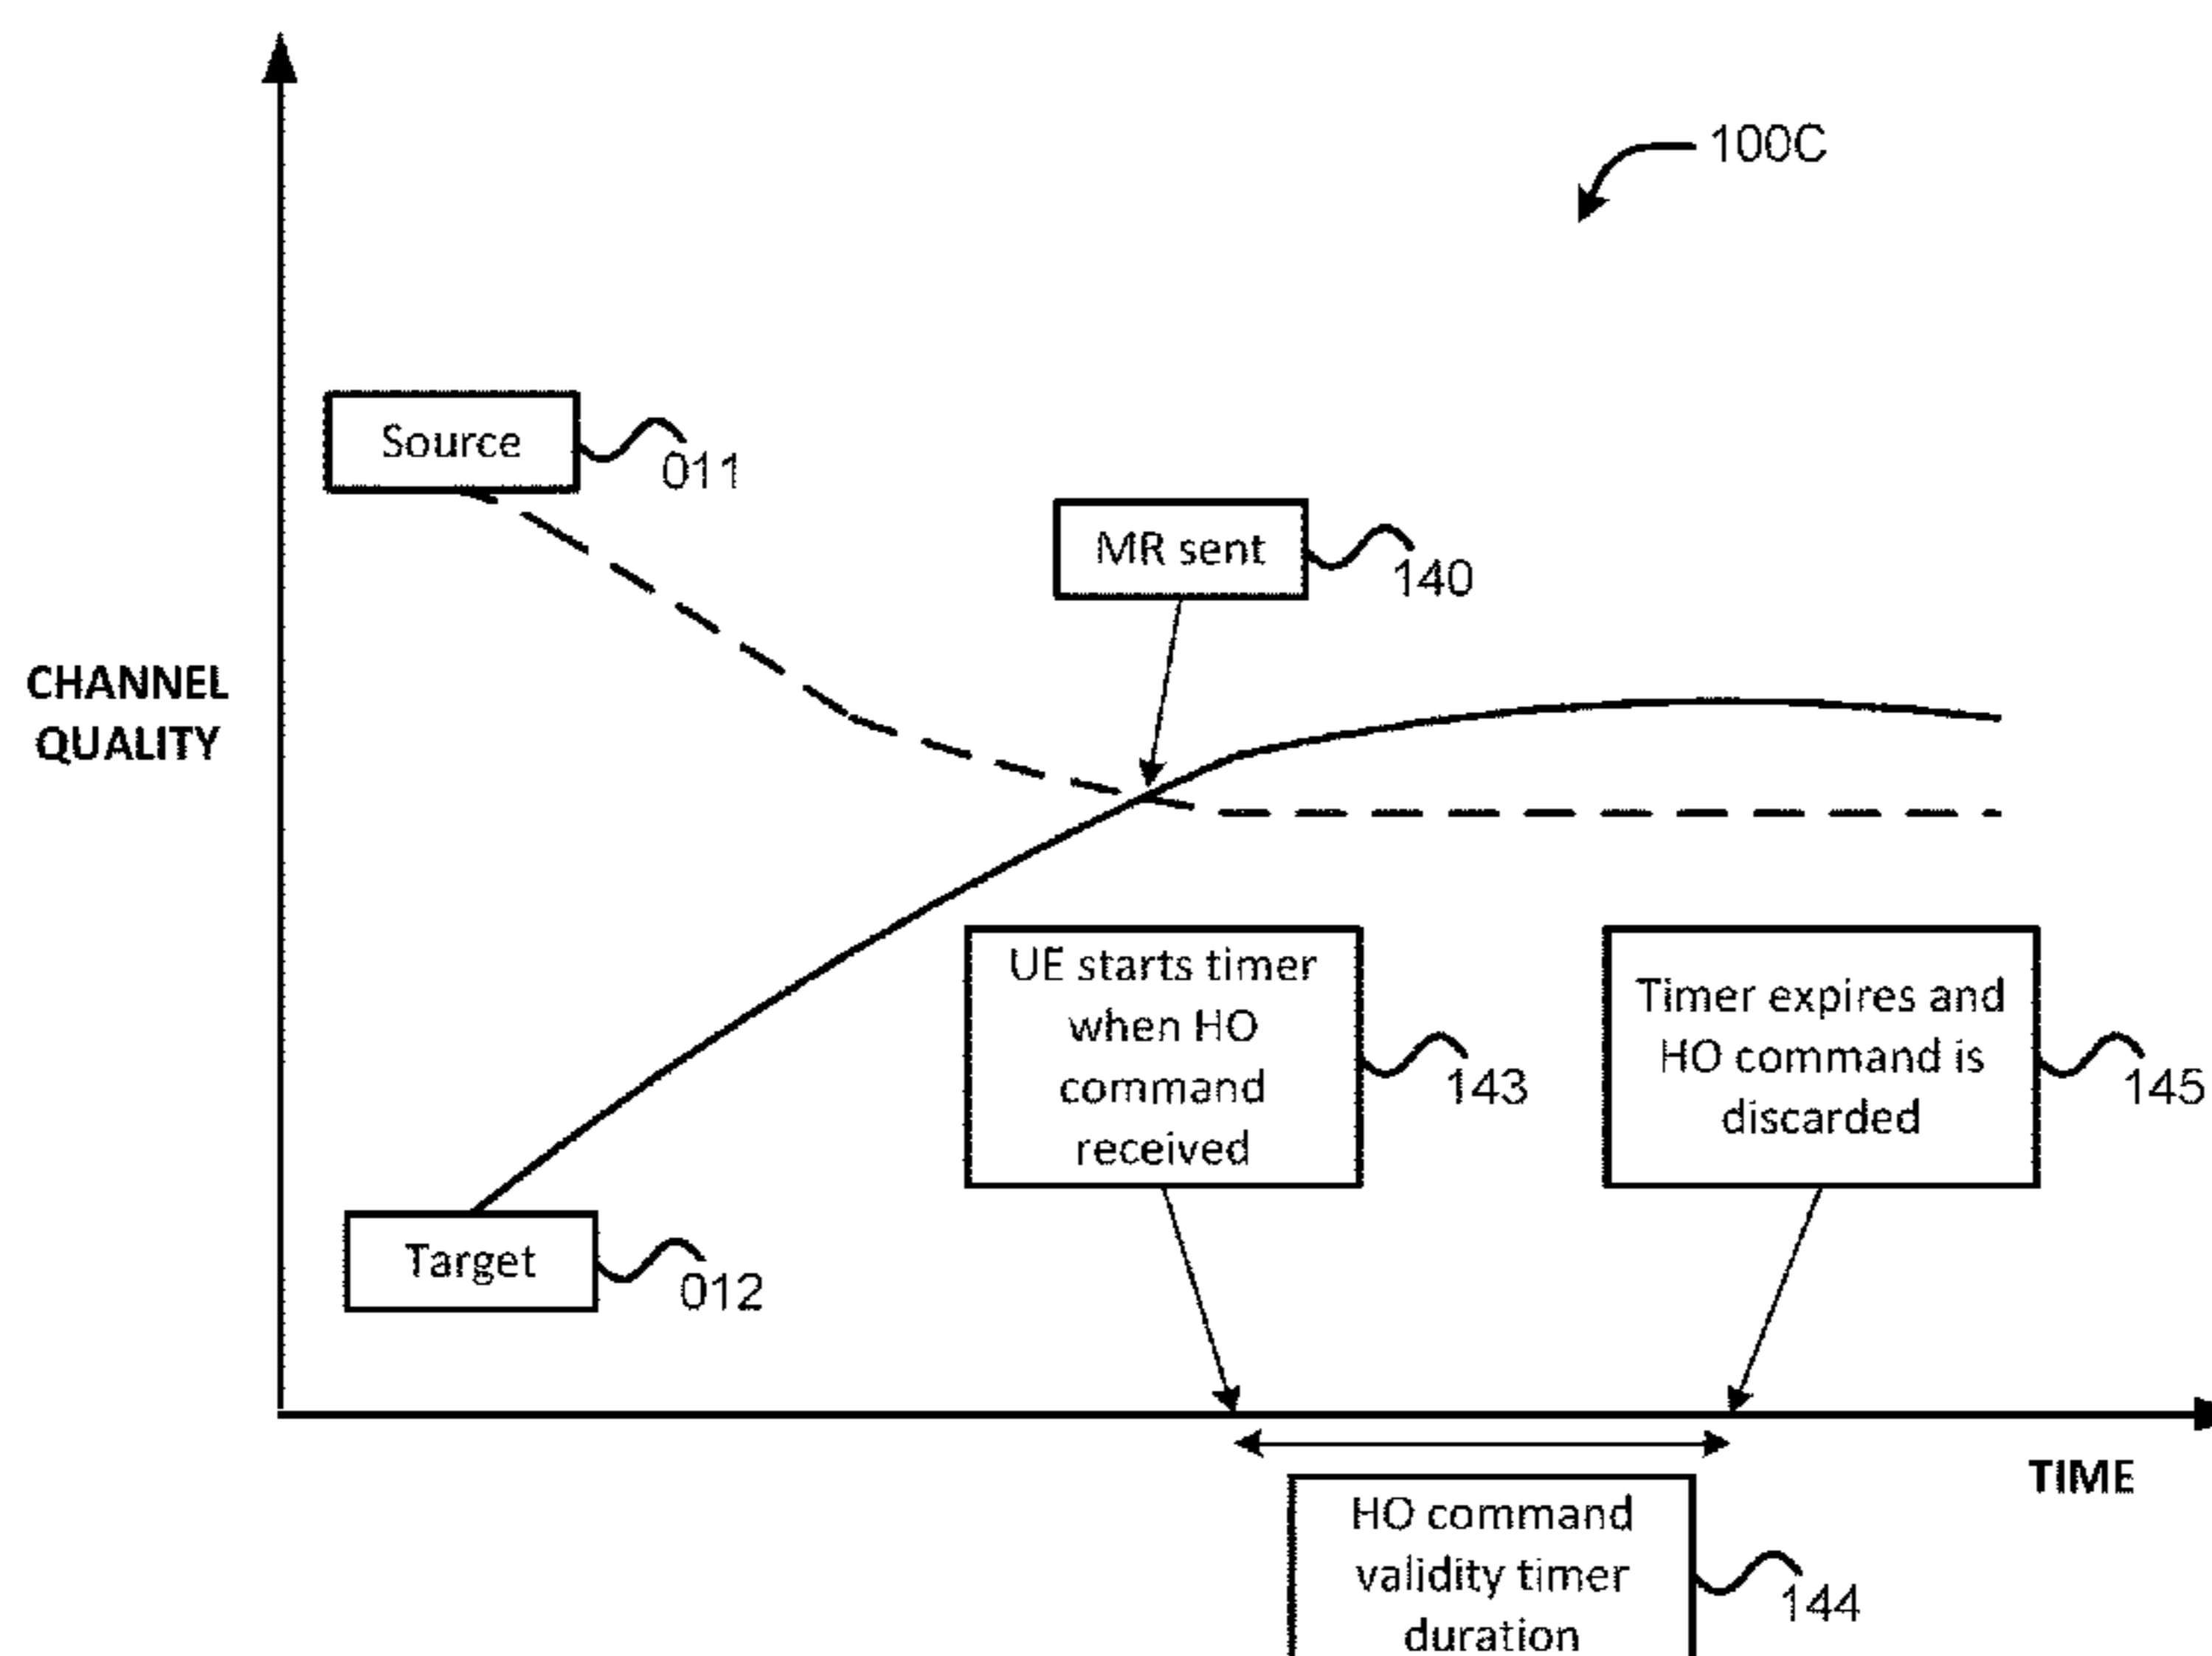 100C
Source
011
MR sent
140
CHANNEL
QUALITY
UE starts timer
when HO
command
received
143
Timer expires and
HO command is
discarded
145
Target
012
TIME
HO command
validity timer
duration
144